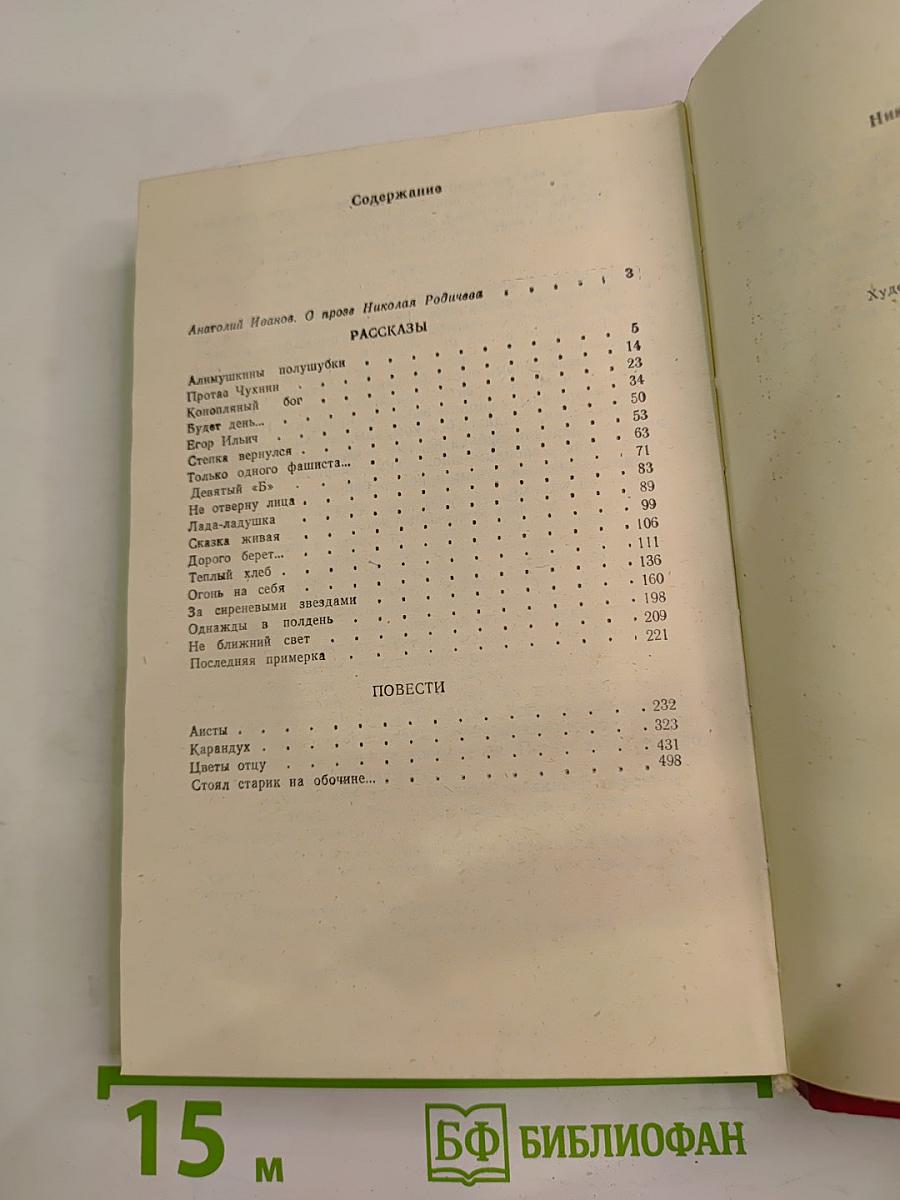 Содержание
Анатолий Иванов. О прозе Николая Родичева 3
РАССКАЗЫ
Алимушкины полушубки 5
Протас Чухнин 14
Конопляный бог 23
Будет день... 34
Егор Ильич 50
Степка вернулся 53
Только одного фашиста... 63
Девятый «Б» 71
Не отверну лица 83
Лада-ладушка 89
Сказка живая 99
Дорого берет... 106
Теплый хлеб 111
Огонь на себя 136
За сиреневыми звездами 160
Однажды в полдень 198
Не ближний свет 209
Последняя примерка 221
ПОВЕСТИ
Аисты 232
Карандух 323
Цветы отцу 431
Стоял старик на обочине... 498
Ник
Худо
15 м
БФ БИБЛИОФАН